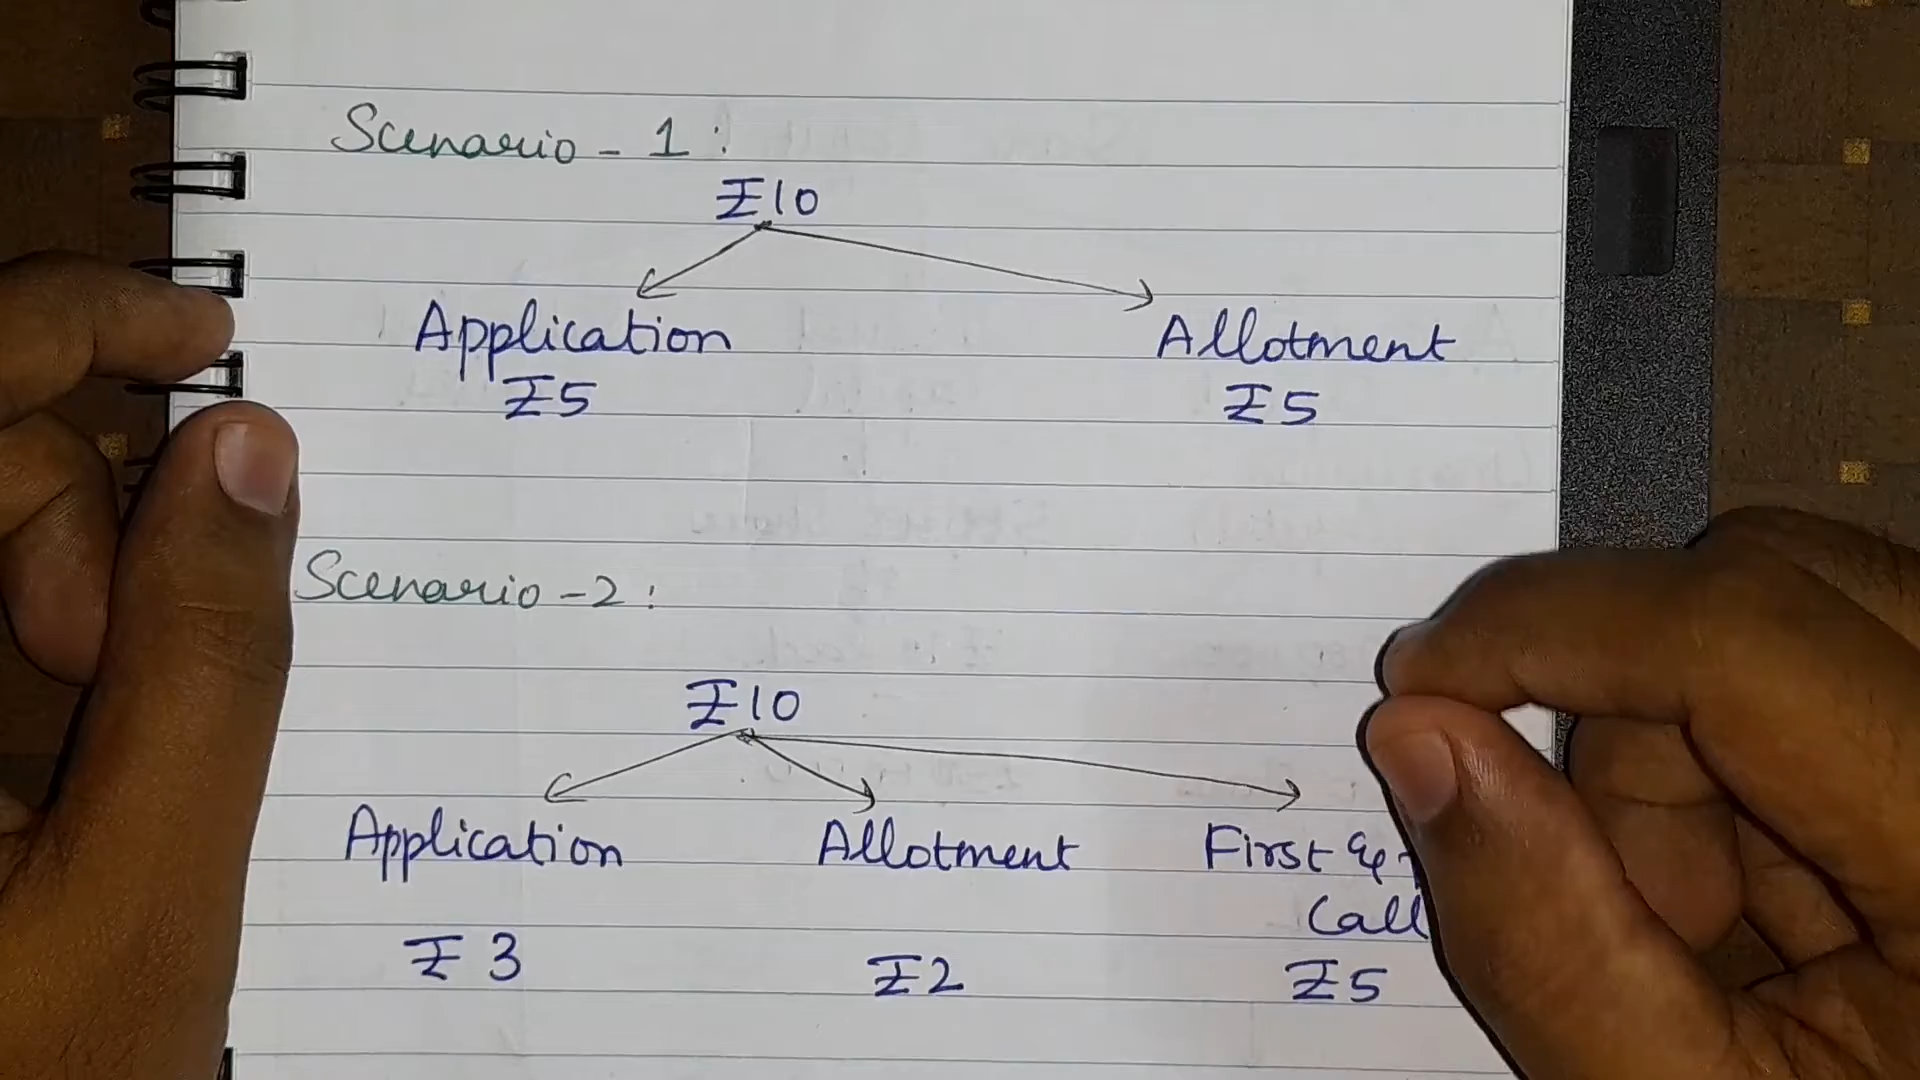 Scenario - 1 :
₹10
Application Allotment
₹5 ₹5
Scenario - 2 :
₹10
Application Allotment First &
Call
₹3 ₹2 ₹5